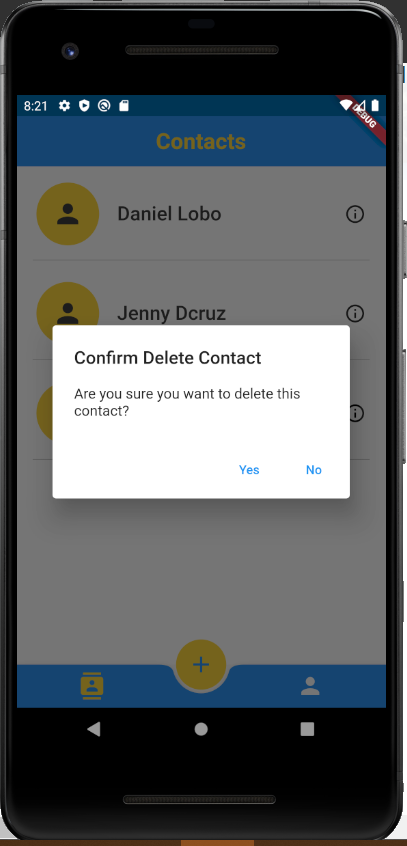 8:21
DEBUG
Contacts
Daniel Lobo
Jenny Dcruz
Confirm Delete Contact
Are you sure you want to delete this
contact?
Yes No